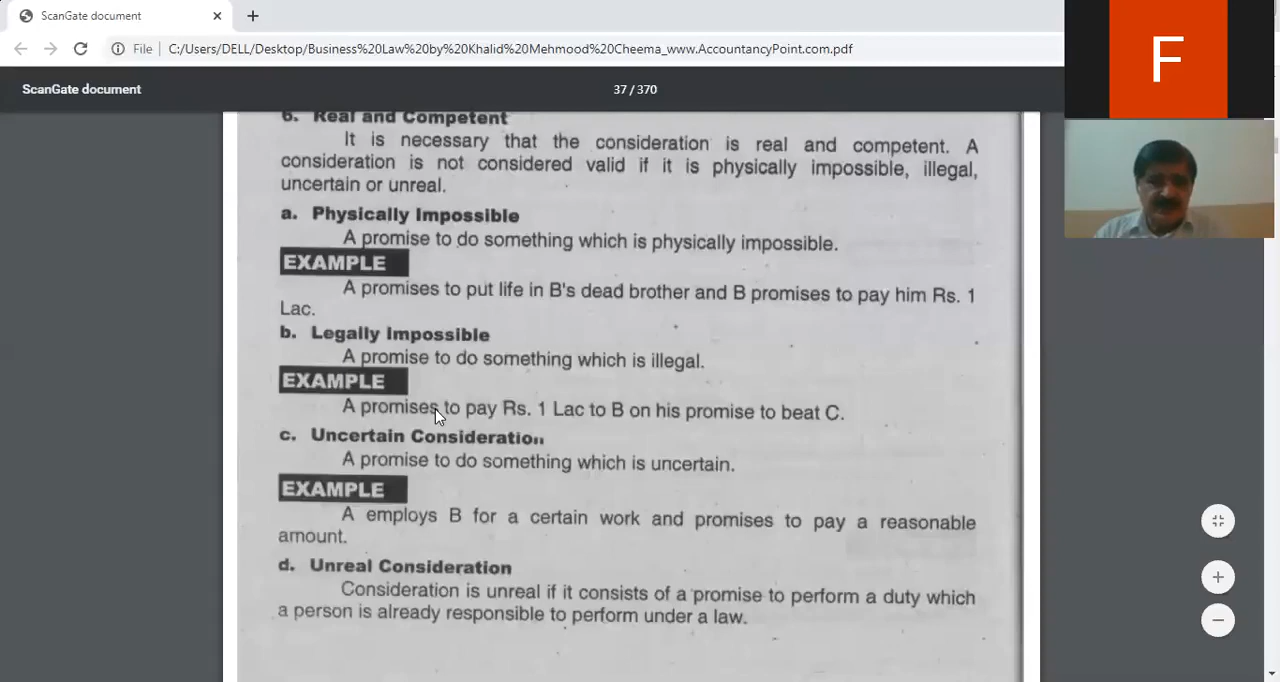 ScanGate document
File
C:/Users/DELL/Desktop/Business%20Law%20by%20Khalid%20Mehmood%20Cheema_www.AccountancyPoint.com.pdf
ScanGate document
37 / 370
F
6. Real and Competent
It is necessary that the consideration is real and competent. A
consideration is not considered valid if it is physically impossible, illegal,
uncertain or unreal.
a. Physically Impossible
A promise to do something which is physically impossible.
EXAMPLE
A promises to put life in B's dead brother and B promises to pay him Rs. 1
Lac.
b. Legally Impossible
A promise to do something which is illegal.
EXAMPLE
A promises to pay Rs. 1 Lac to B on his promise to beat C.
c. Uncertain Consideration
A promise to do something which is uncertain.
EXAMPLE
A employs B for a certain work and promises to pay a reasonable
amount.
d. Unreal Consideration
Consideration is unreal if it consists of a promise to perform a duty which
a person is already responsible to perform under a law.